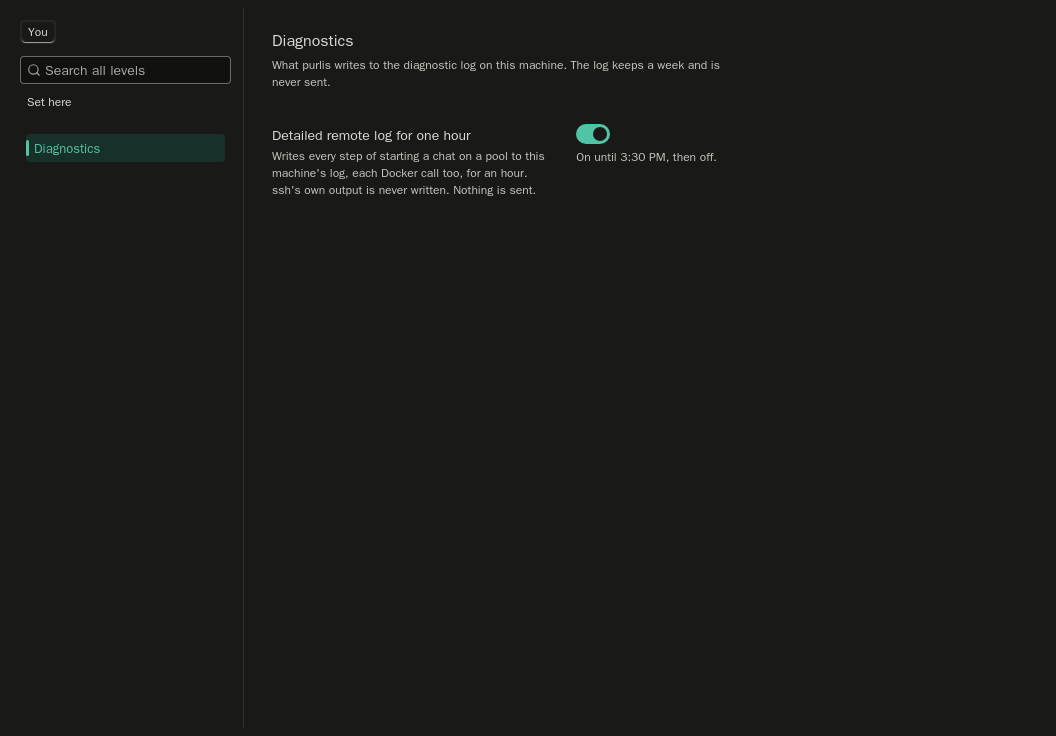 You
Search all levels
Set here
Diagnostics
Diagnostics
What purlis writes to the diagnostic log on this machine. The log keeps a week and is
never sent.
Detailed remote log for one hour
Writes every step of starting a chat on a pool to this
machine's log, each Docker call too, for an hour.
ssh's own output is never written. Nothing is sent.
On until 3:30 PM, then off.